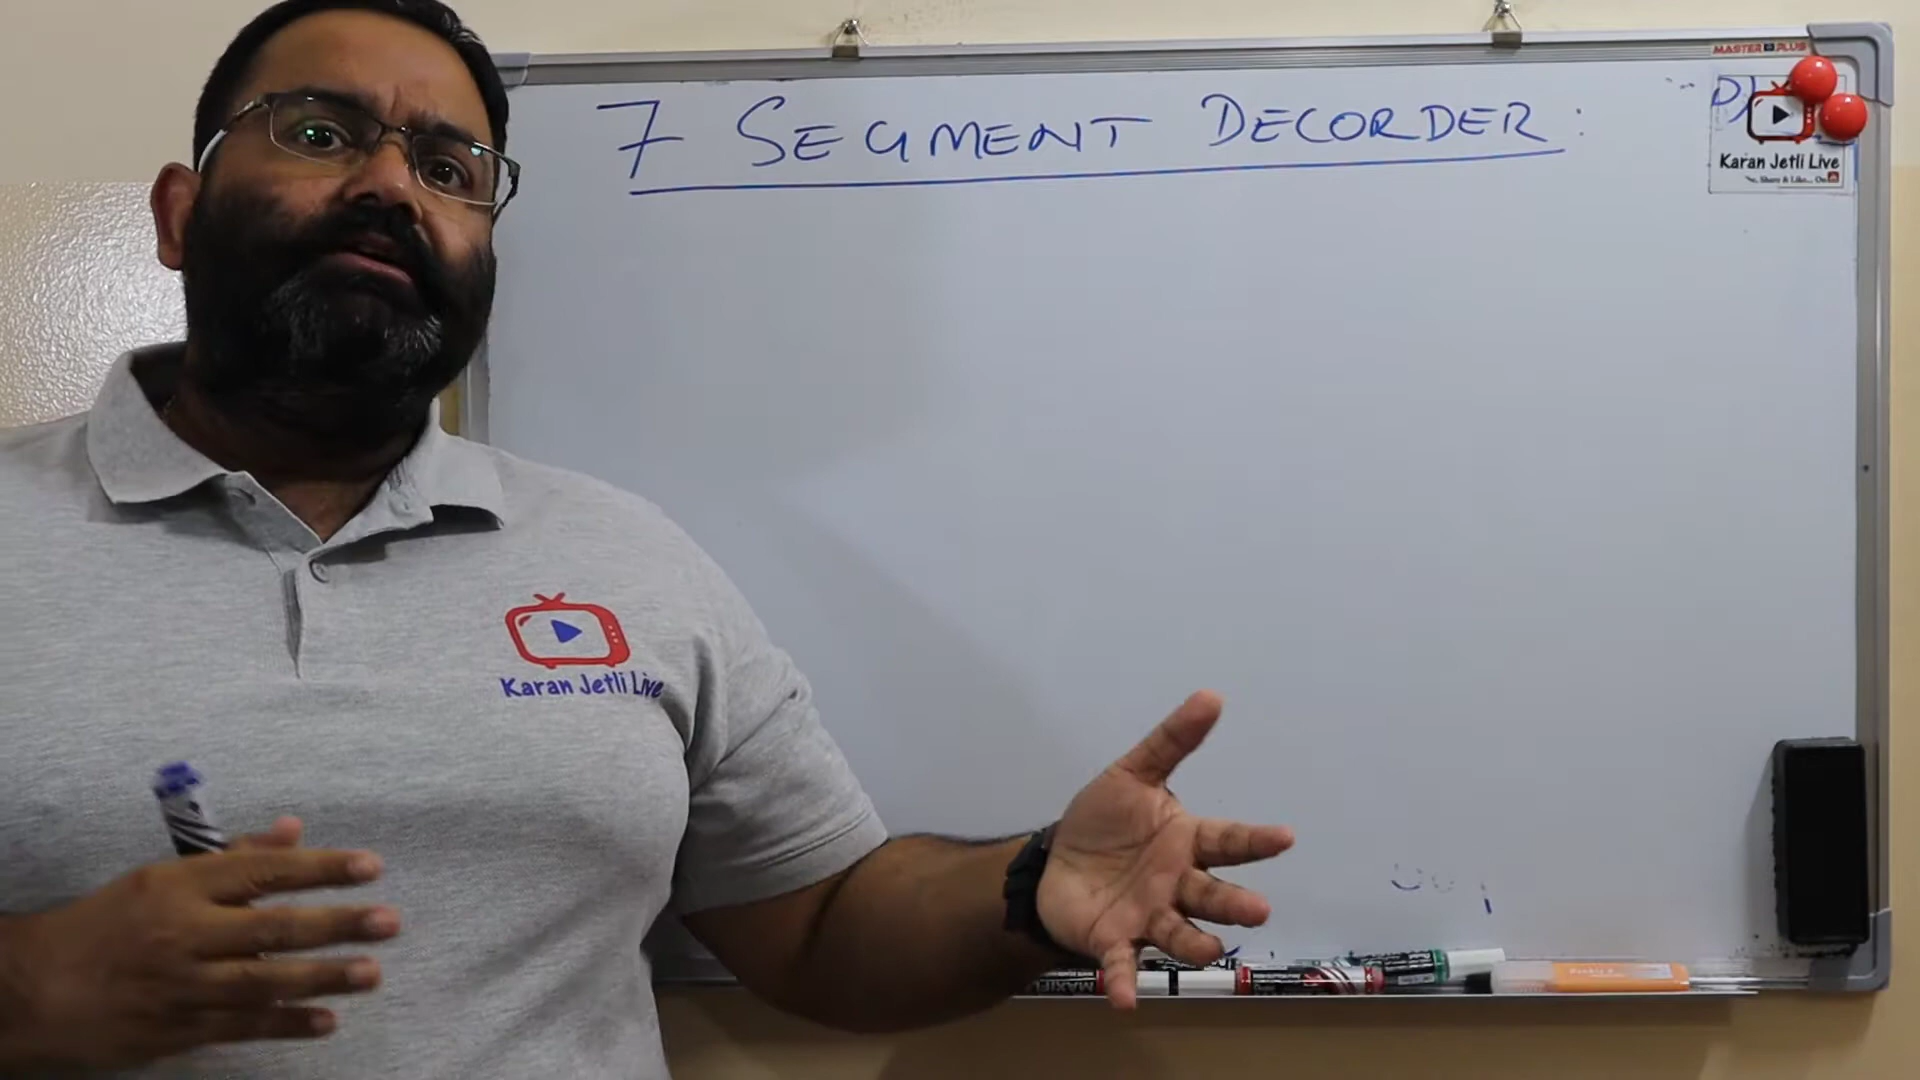 7 SEGMENT DECORDER :
MASTER PLUS
Karan Jetli Live
Karan Jetli Live